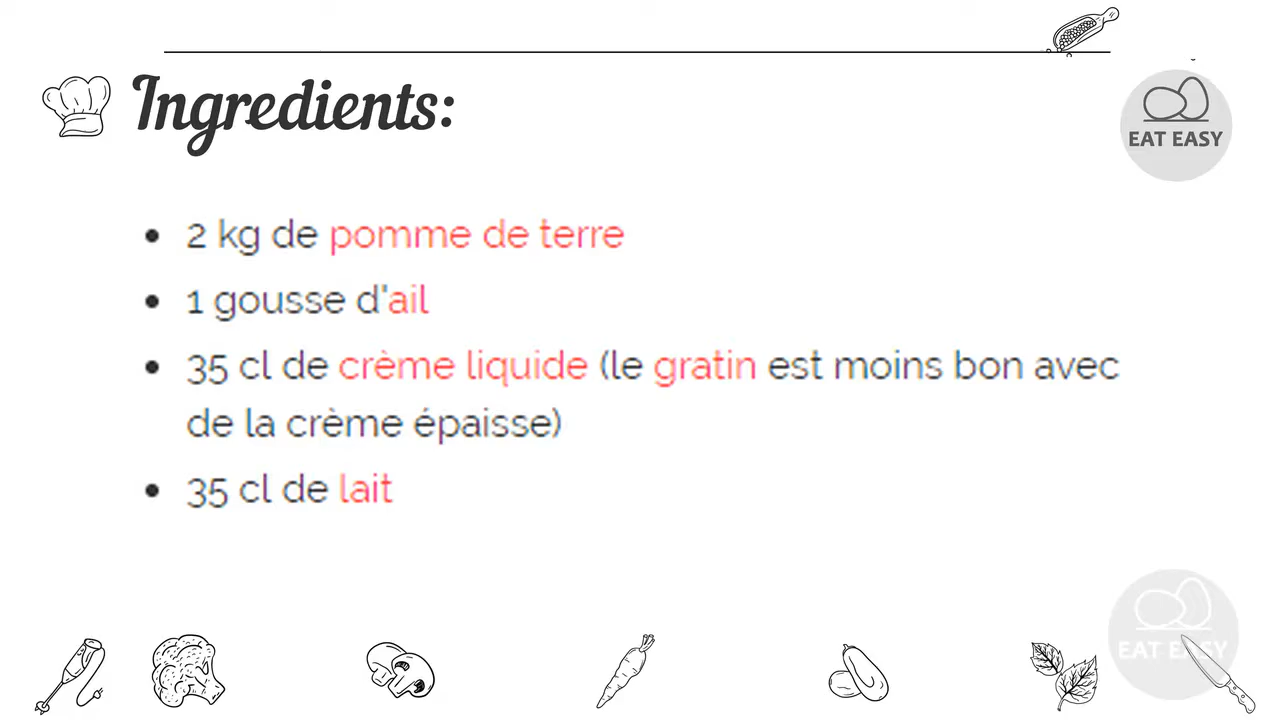 Ingredients:
EAT EASY
• 2 kg de pomme de terre
• 1 gousse d'ail
• 35 cl de crème liquide (le gratin est moins bon avec
de la crème épaisse)
• 35 cl de lait
EAT EASY